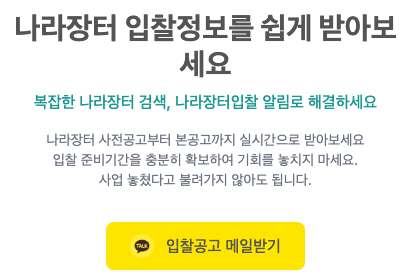 나라장터 입찰정보를 쉽게 받아보
세요
복잡한 나라장터 검색, 나라장터입찰 알림로 해결하세요
나라장터 사전공고부터 본공고까지 실시간으로 받아보세요
입찰 준비기간을 충분히 확보하여 기회를 놓치지 마세요.
사업 놓쳤다고 불려가지 않아도 됩니다.
TALK 입찰공고 메일받기